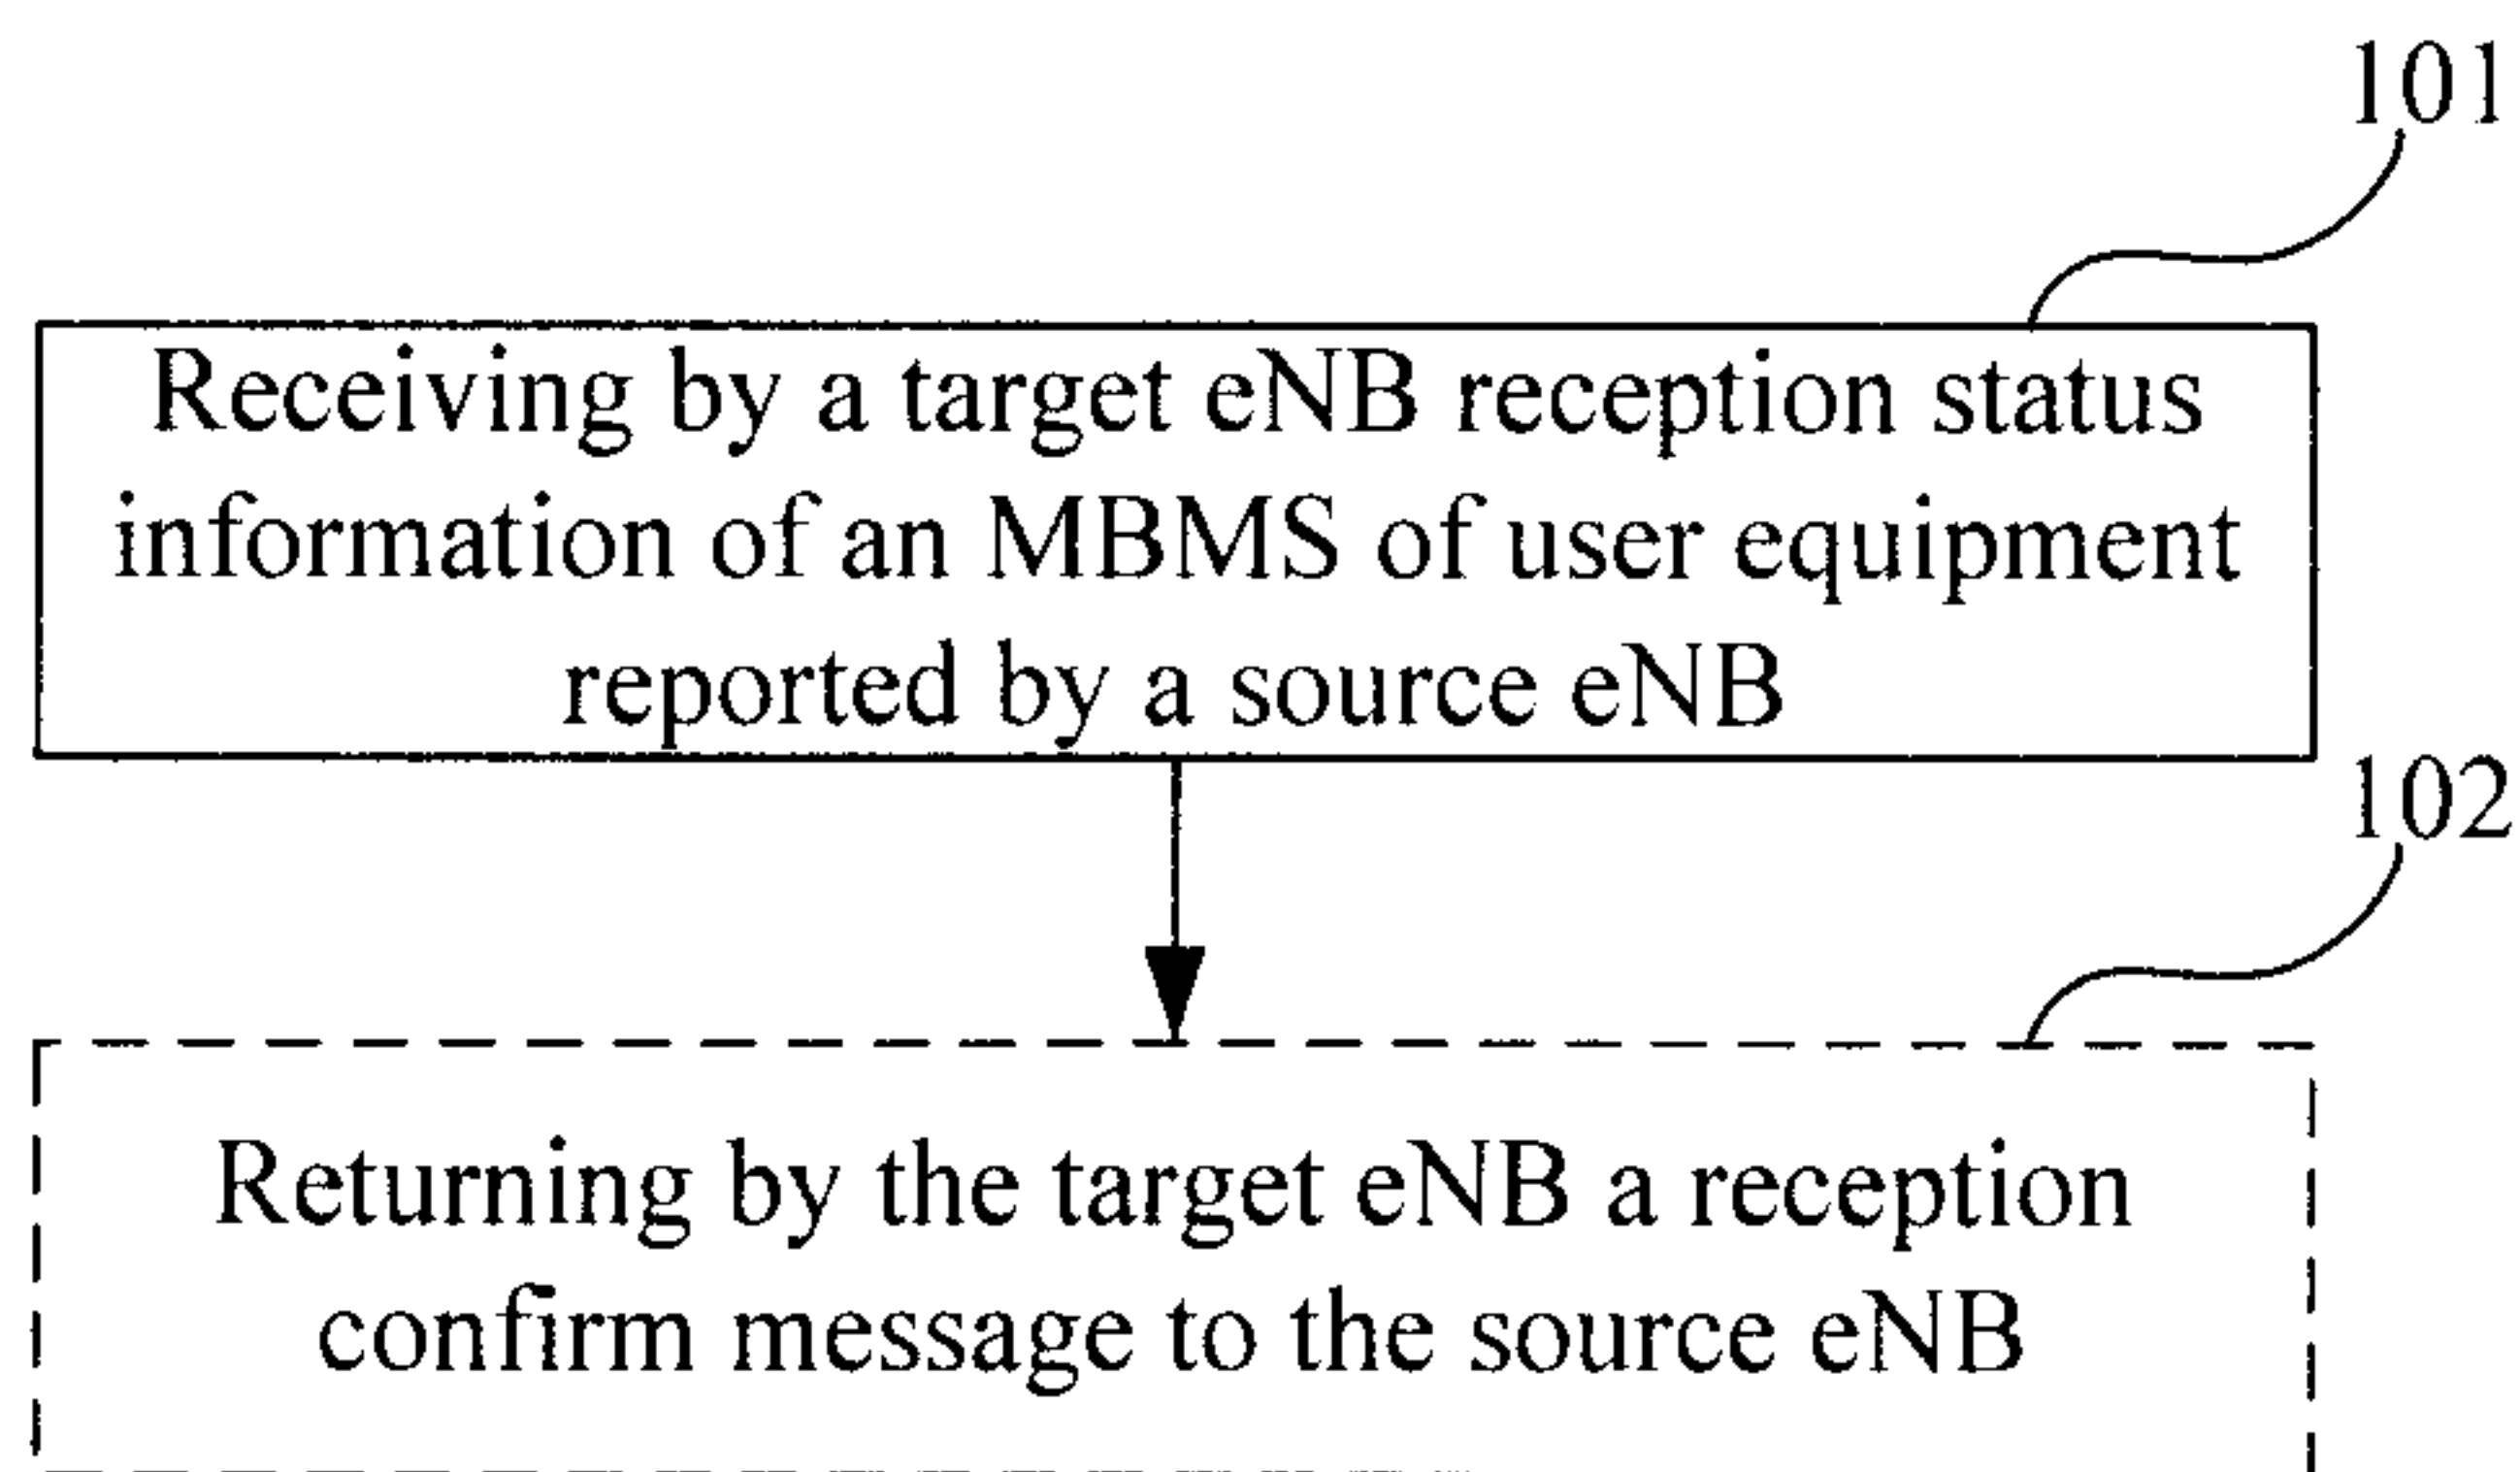 101
Receiving by a target eNB reception status
information of an MBMS of user equipment
reported by a source eNB
102
Returning by the target eNB a reception
confirm message to the source eNB